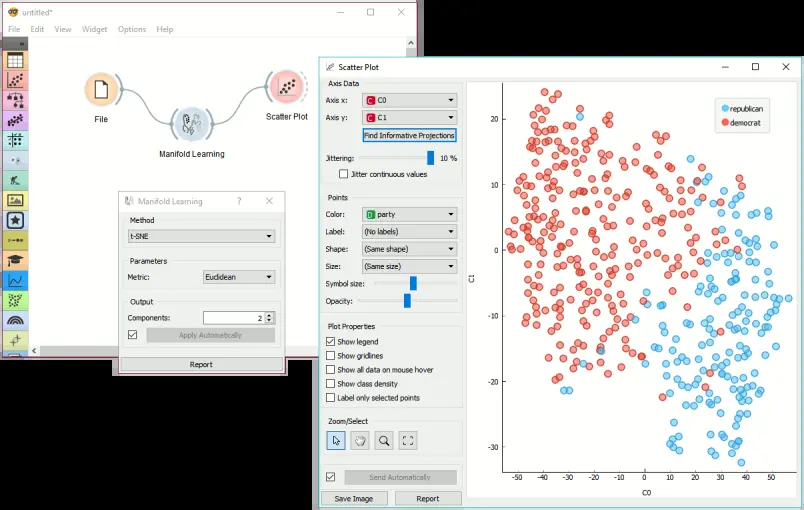 untitled*
File Edit View Widget Options Help
File
Manifold Learning
Scatter Plot
Manifold Learning ?
Method
t-SNE
Parameters
Metric: Euclidean
Output
Components: 2
Apply Automatically
Report
Scatter Plot
Axis Data
Axis x: C C0
Axis y: C C1
Find Informative Projections
Jittering: 10 %
Jitter continuous values
Points
Color: D party
Label: (No labels)
Shape: (Same shape)
Size: (Same size)
Symbol size:
Opacity:
Plot Properties
Show legend
Show gridlines
Show all data on mouse hover
Show class density
Label only selected points
Zoom/Select
Send Automatically
Save Image Report
republican
democrat
20
10
0
-10
-20
-30
C1
-50 -40 -30 -20 -10 0 10 20 30 40 50
C0